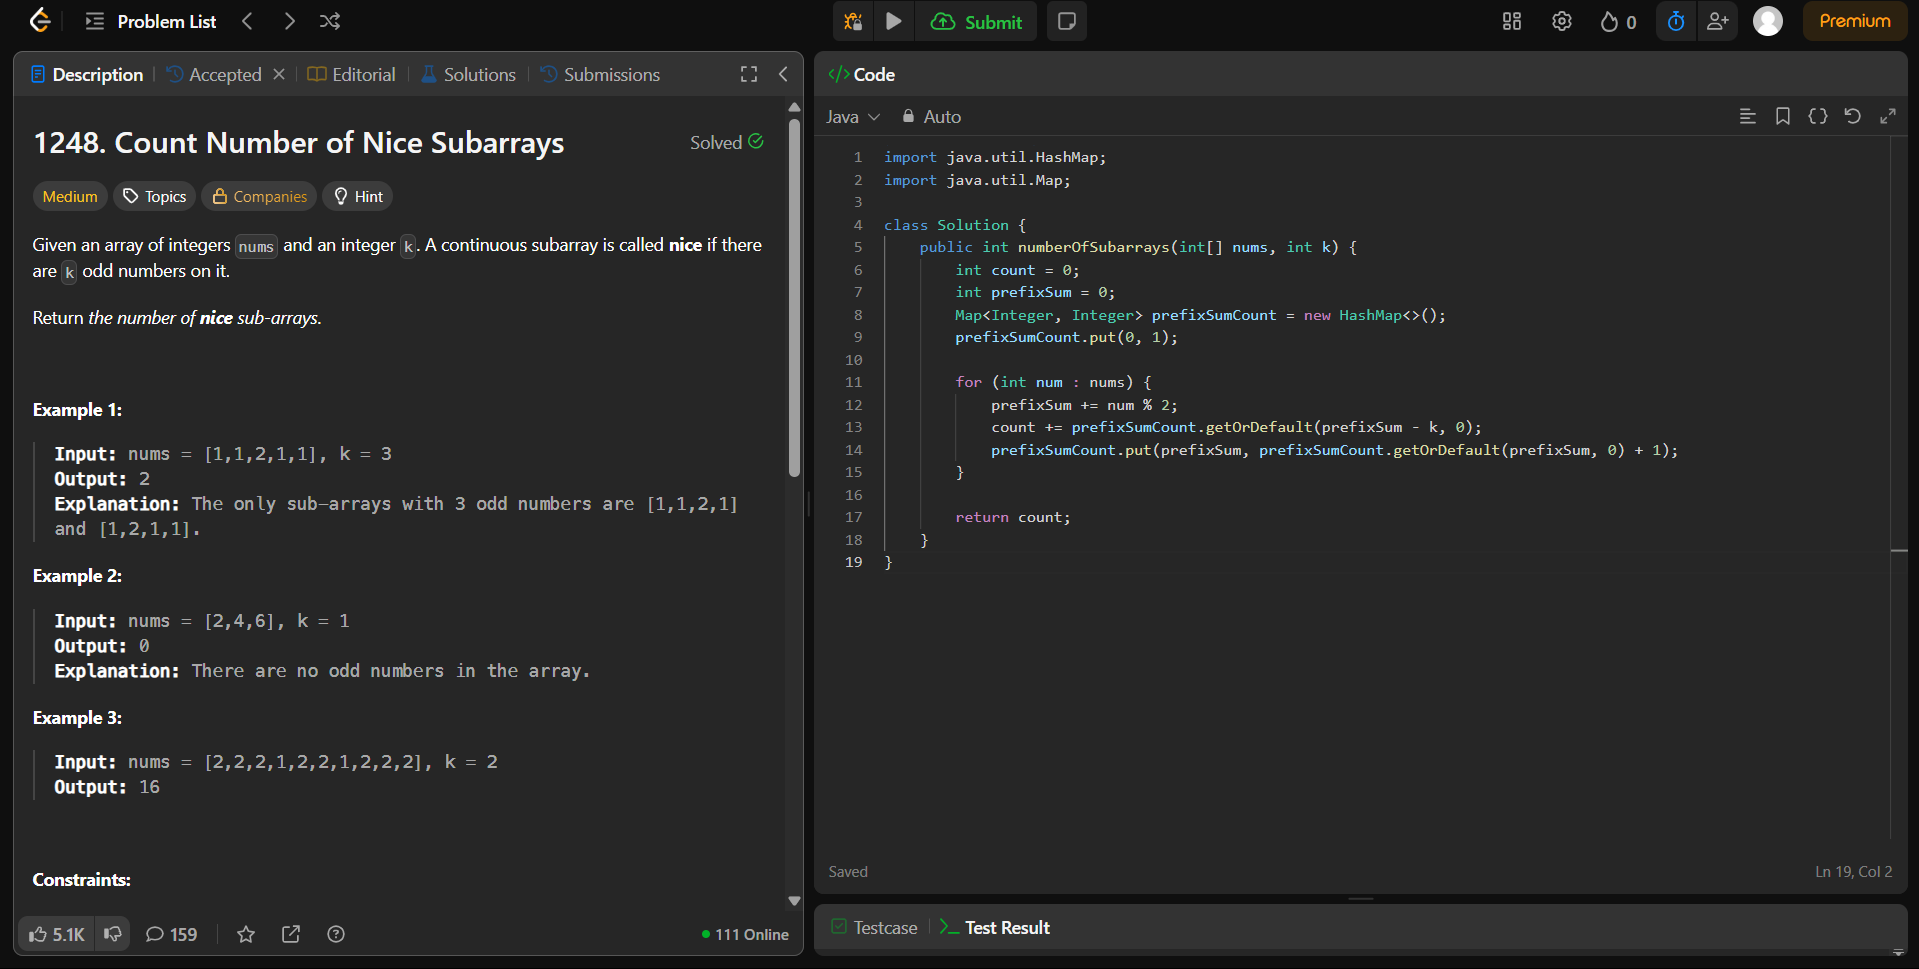 Problem List
Submit
0
Premium
Description
Accepted
Editorial
Solutions
Submissions
1248. Count Number of Nice Subarrays
Solved
Medium
Topics
Companies
Hint
Given an array of integers nums and an integer k. A continuous subarray is called nice if there
are k odd numbers on it.
Return the number of nice sub-arrays.
Example 1:
Input: nums = [1,1,2,1,1], k = 3
Output: 2
Explanation: The only sub-arrays with 3 odd numbers are [1,1,2,1]
and [1,2,1,1].
Example 2:
Input: nums = [2,4,6], k = 1
Output: 0
Explanation: There are no odd numbers in the array.
Example 3:
Input: nums = [2,2,2,1,2,2,1,2,2,2], k = 2
Output: 16
Constraints:
5.1K
159
111 Online
</> Code
Java
Auto
1 import java.util.HashMap;
2 import java.util.Map;
3
4 class Solution {
5 public int numberOfSubarrays(int[] nums, int k) {
6 int count = 0;
7 int prefixSum = 0;
8 Map<Integer, Integer> prefixSumCount = new HashMap<>();
9 prefixSumCount.put(0, 1);
10
11 for (int num : nums) {
12 prefixSum += num % 2;
13 count += prefixSumCount.getOrDefault(prefixSum - k, 0);
14 prefixSumCount.put(prefixSum, prefixSumCount.getOrDefault(prefixSum, 0) + 1);
15 }
16
17 return count;
18 }
19 }
Saved
Ln 19, Col 2
Testcase
Test Result